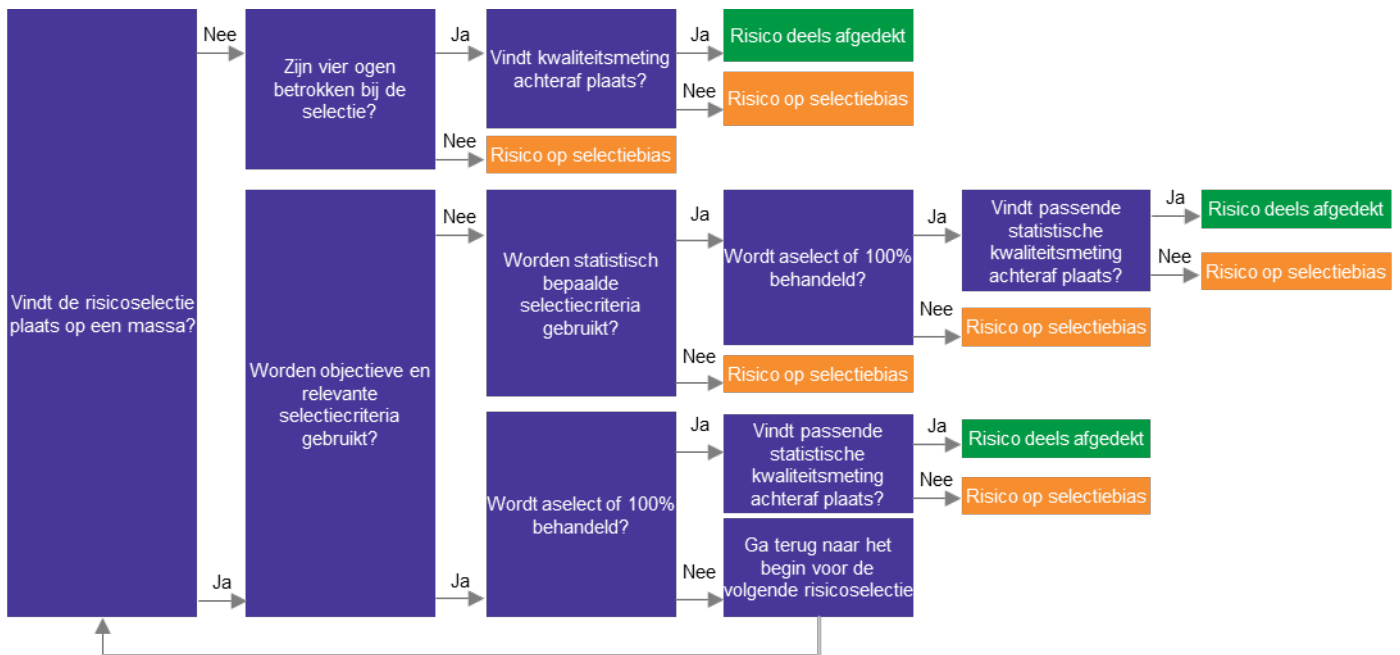 Vindt de risicoselectie
plaats op een massa?
Nee
Zijn vier ogen
betrokken bij de
selectie?
Ja
Vindt kwaliteitsmeting
achteraf plaats?
Ja
Risico deels afgedekt
Nee
Risico op selectiebias
Nee
Risico op selectiebias
Ja
Worden objectieve en
relevante
selectiecriteria
gebruikt?
Nee
Worden statistisch
bepaalde
selectiecriteria
gebruikt?
Ja
Wordt aselect of 100%
behandeld?
Ja
Vindt passende
statistische
kwaliteitsmeting
achteraf plaats?
Ja
Risico deels afgedekt
Nee
Risico op selectiebias
Nee
Risico op selectiebias
Nee
Risico op selectiebias
Ja
Wordt aselect of 100%
behandeld?
Ja
Vindt passende
statistische
kwaliteitsmeting
achteraf plaats?
Ja
Risico deels afgedekt
Nee
Risico op selectiebias
Nee
Ga terug naar het
begin voor de
volgende risicoselectie